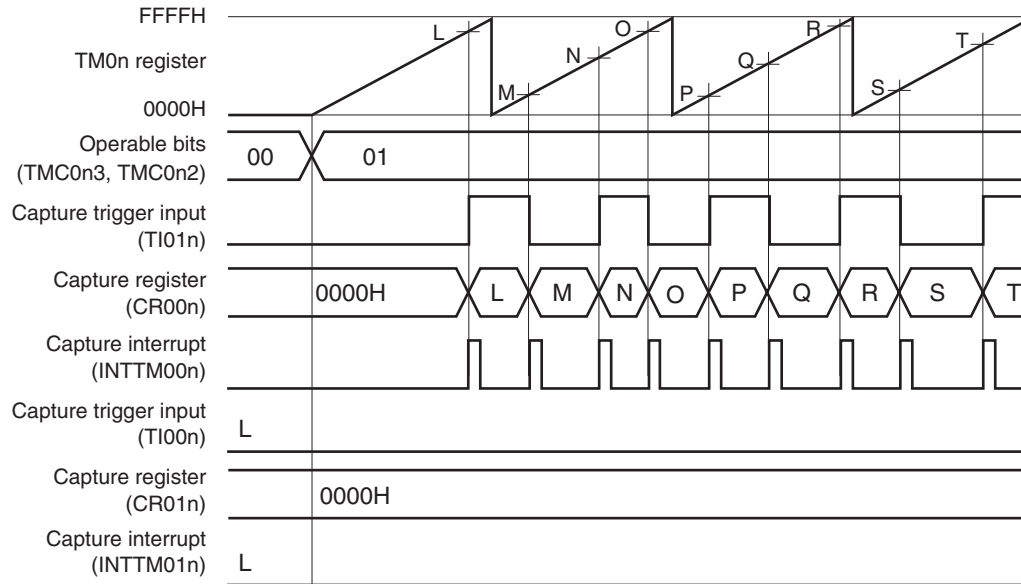 FFFFH
TM0n register
0000H
L M N O P Q R S T
Operable bits
(TMC0n3, TMC0n2)
00 01
Capture trigger input
(TI01n)
Capture register
(CR00n)
0000H L M N O P Q R S T
Capture interrupt
(INTTM00n)
Capture trigger input
(TI00n)
L
Capture register
(CR01n)
0000H
Capture interrupt
(INTTM01n)
L